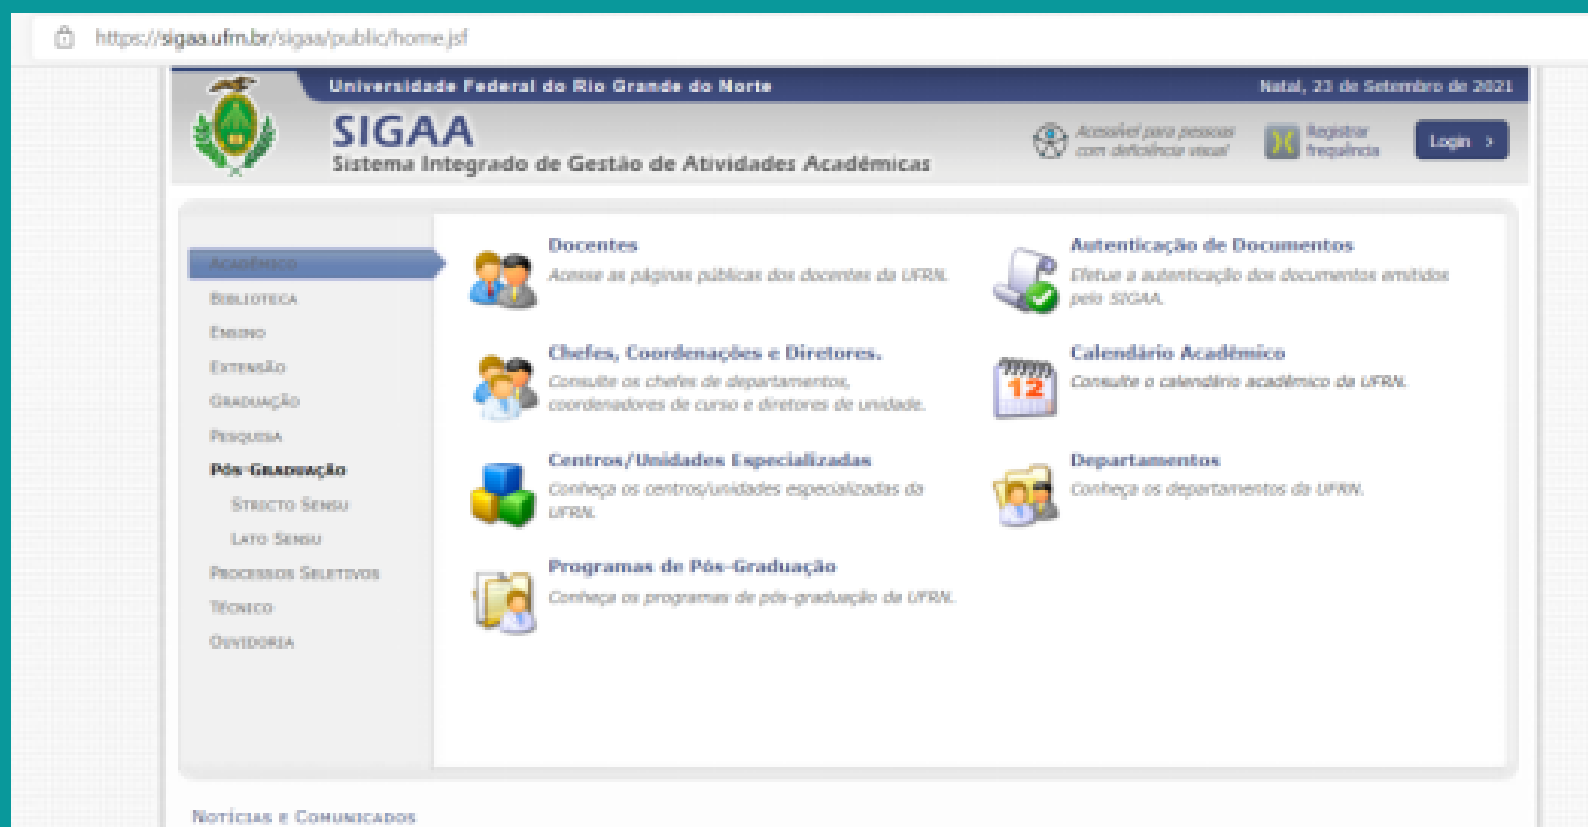 https://sigaa.ufrn.br/sigaa/public/home.jsf
Universidade Federal do Rio Grande do Norte
Natal, 23 de Setembro de 2021
SIGAA
Sistema Integrado de Gestão de Atividades Acadêmicas
Acessível para pessoas
com deficiência visual
Registrar
frequência
Login >
Acadêmico
Biblioteca
Ensino
Extensão
Graduação
Pesquisa
Pós-Graduação
Stricto Sensu
Lato Sensu
Processos Seletivos
Técnico
Ouvidoria
Docentes
Acesse as páginas públicas dos docentes da UFRN.
Autenticação de Documentos
Efetue a autenticação dos documentos emitidos
pelo SIGAA.
Chefes, Coordenações e Diretores.
Consulte os chefes de departamentos,
coordenadores de curso e diretores de unidade.
Calendário Acadêmico
12
Consulte o calendário acadêmico da UFRN.
Centros/Unidades Especializadas
Conheça os centros/unidades especializadas da
UFRN.
Departamentos
Conheça os departamentos da UFRN.
Programas de Pós-Graduação
Conheça os programas de pós-graduação da UFRN.
Notícias e Comunicados